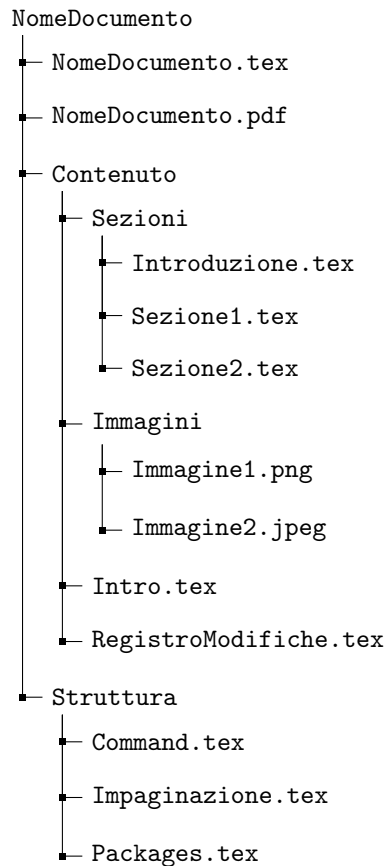 NomeDocumento
NomeDocumento.tex
NomeDocumento.pdf
Contenuto
Sezioni
Introduzione.tex
Sezione1.tex
Sezione2.tex
Immagini
Immagine1.png
Immagine2.jpeg
Intro.tex
RegistroModifiche.tex
Struttura
Command.tex
Impaginazione.tex
Packages.tex